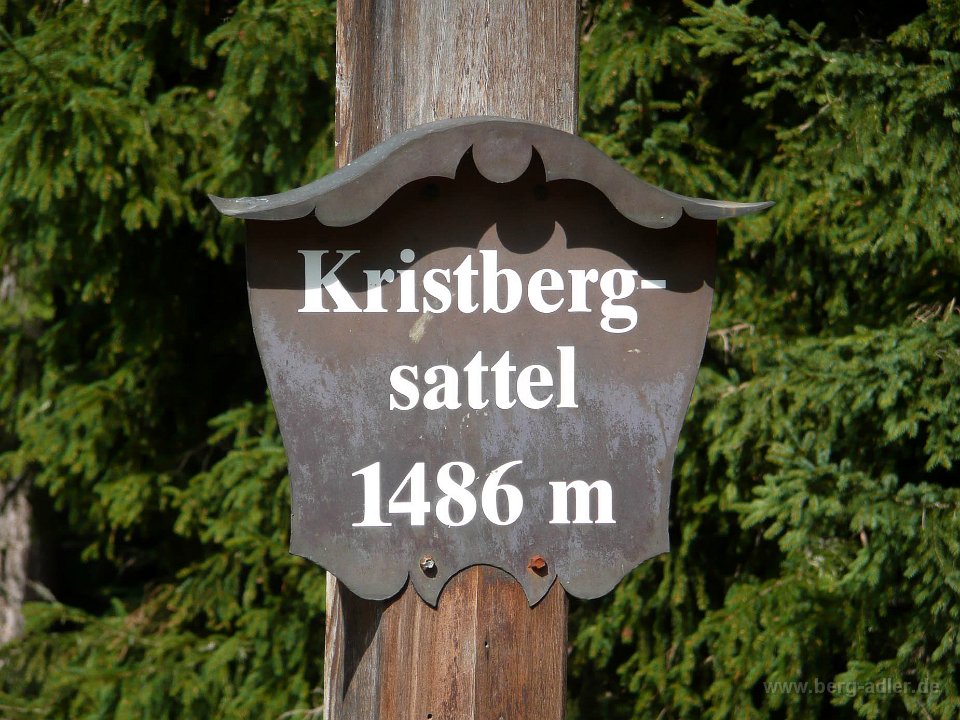 Kristberg-
sattel
1486 m
www.berg-adler.de